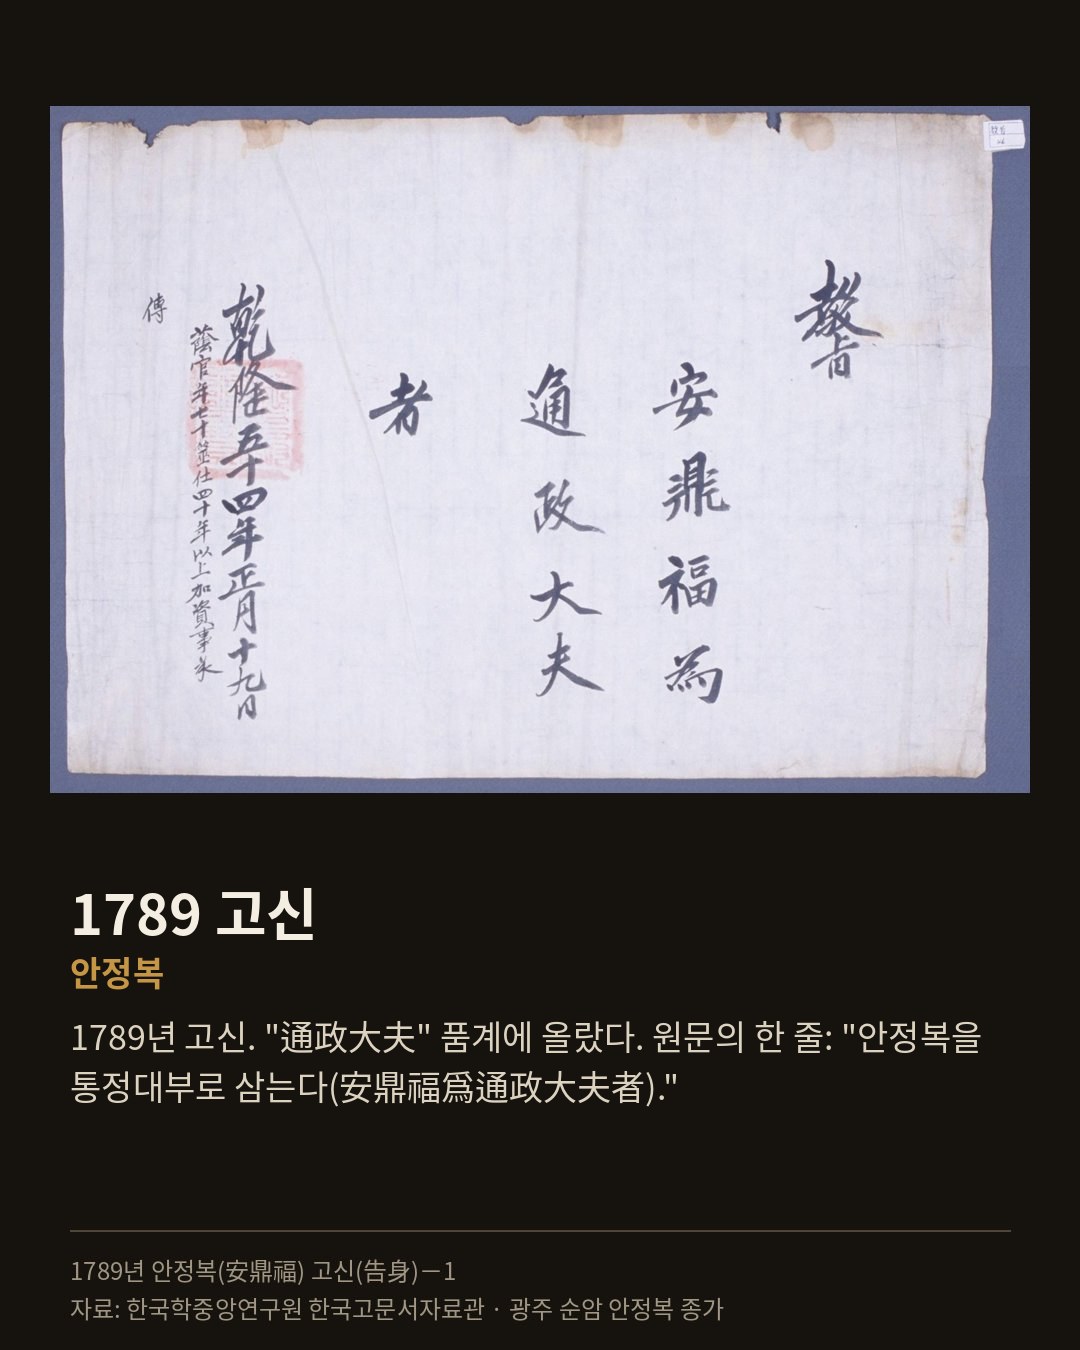 敎旨
安鼎福為
通政大夫
者
乾隆五十四年正月十九日
蔭官年七十筮仕四十年以上加資事承
傳
1789 고신
안정복
1789년 고신. "通政大夫" 품계에 올랐다. 원문의 한 줄: "안정복을
통정대부로 삼는다(安鼎福爲通政大夫者)."
1789년 안정복(安鼎福) 고신(告身)－1
자료: 한국학중앙연구원 한국고문서자료관 · 광주 순암 안정복 종가